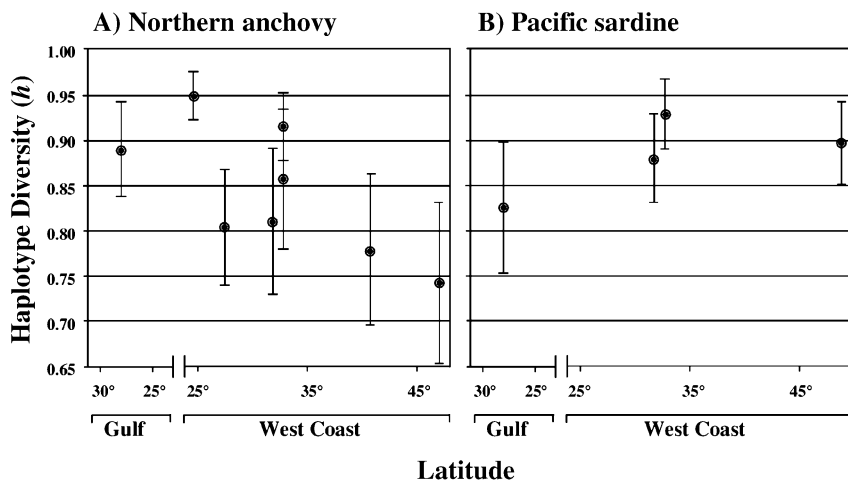 A) Northern anchovy
B) Pacific sardine
Haplotype Diversity (h)
1.00
0.95
0.90
0.85
0.80
0.75
0.70
0.65
30° 25° 25° 35° 45°
30° 25° 25° 35° 45°
Gulf West Coast
Gulf West Coast
Latitude